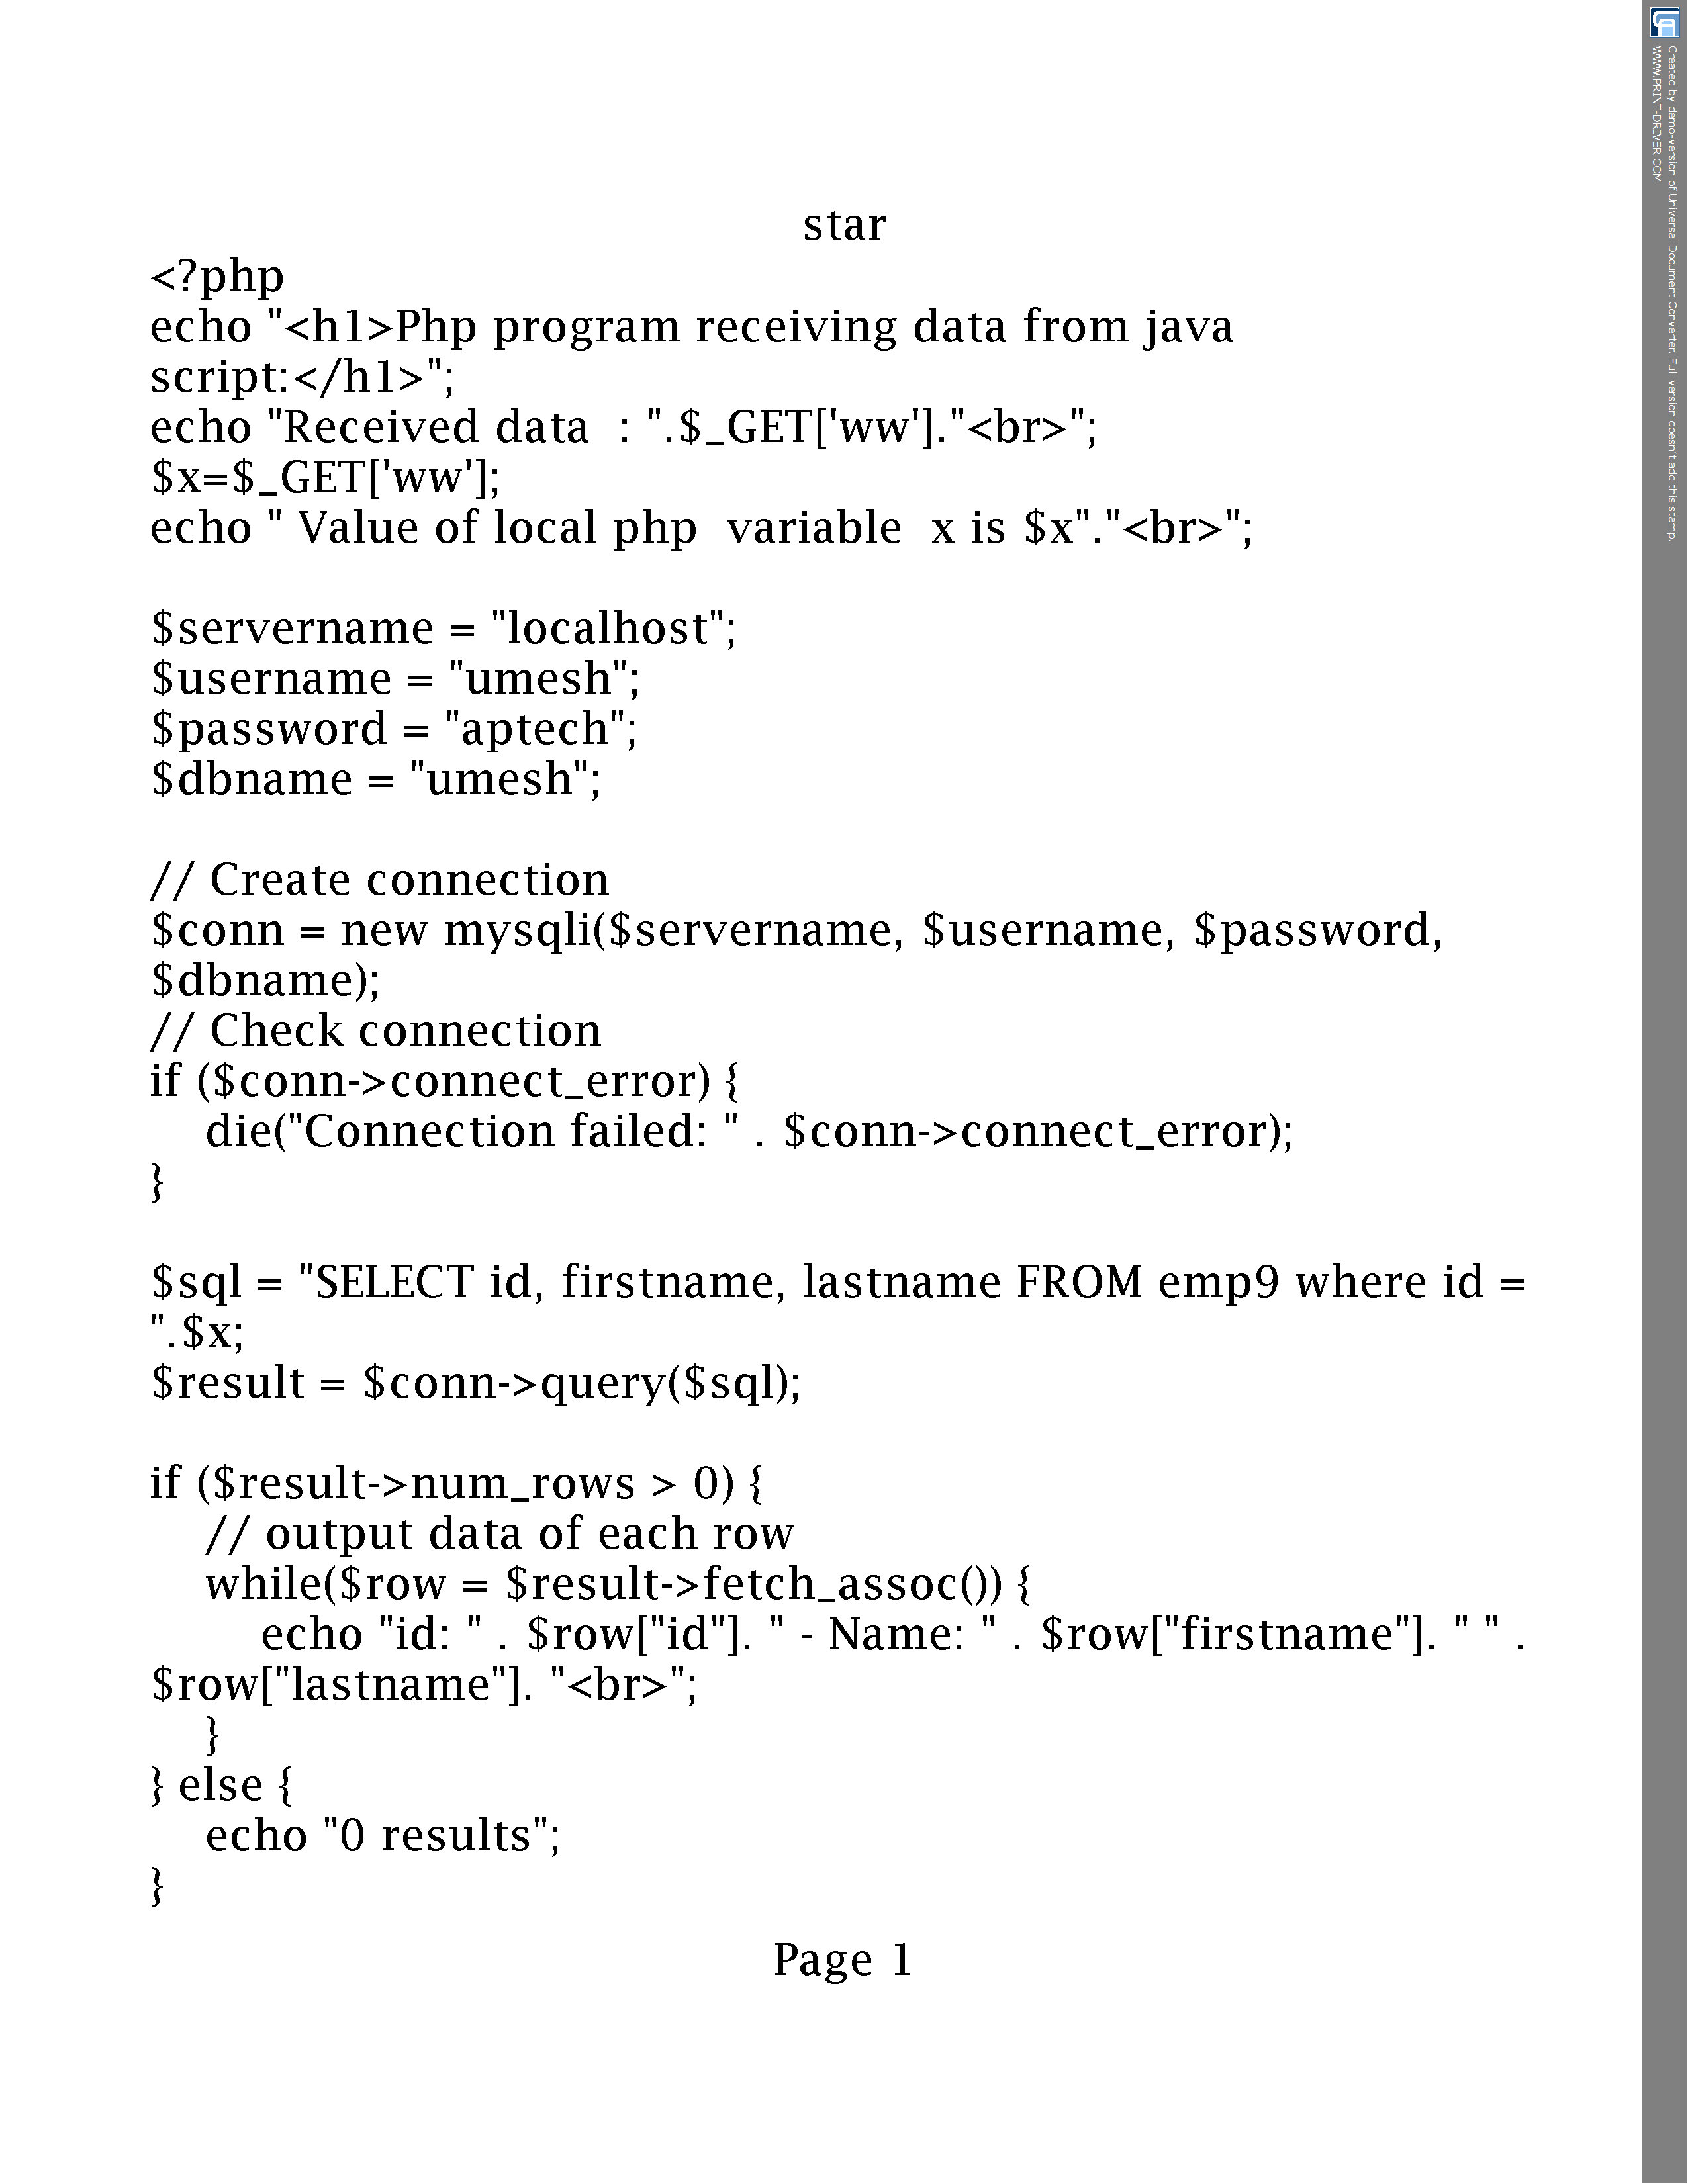 star
<?php
echo "<h1>Php program receiving data from java
script:</h1>";
echo "Received data  : ".$_GET['ww']."<br>";
$x=$_GET['ww'];
echo " Value of local php  variable  x is $x"."<br>";

$servername = "localhost";
$username = "umesh";
$password = "aptech";
$dbname = "umesh";

// Create connection
$conn = new mysqli($servername, $username, $password,
$dbname);
// Check connection
if ($conn->connect_error) {
    die("Connection failed: " . $conn->connect_error);
}

$sql = "SELECT id, firstname, lastname FROM emp9 where id =
".$x;
$result = $conn->query($sql);

if ($result->num_rows > 0) {
    // output data of each row
    while($row = $result->fetch_assoc()) {
        echo "id: " . $row["id"]. " - Name: " . $row["firstname"]. " " .
$row["lastname"]. "<br>";
    }
} else {
    echo "0 results";
}
Page 1
Created by demo-version of Universal Document Converter. Full version doesn't add this stamp.
WWW.PRINT-DRIVER.COM